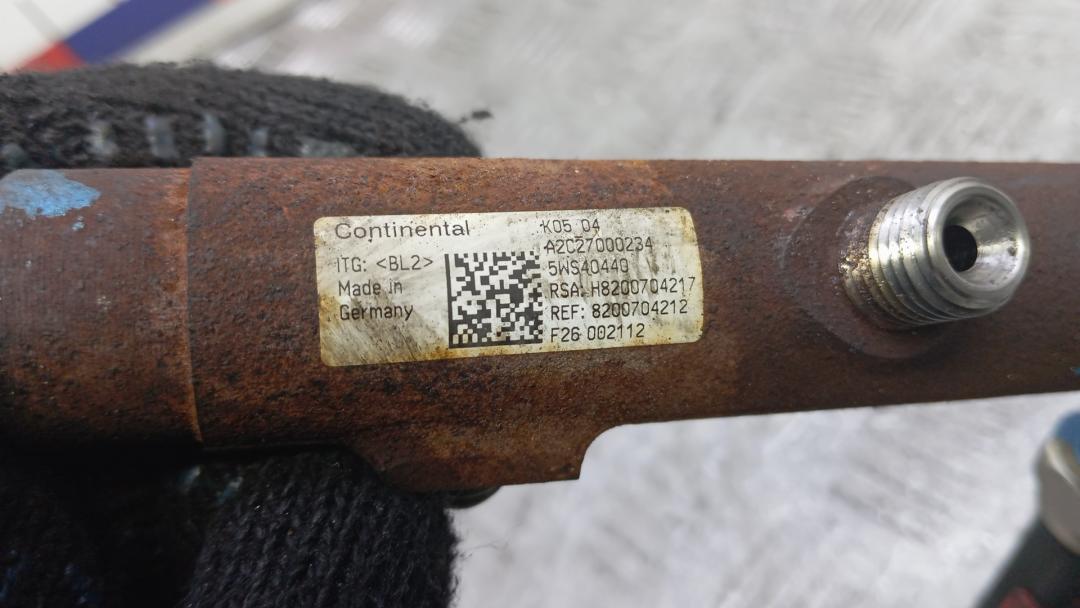 Continental
ITG: <BL2>
Made in
Germany
K05 04
A2C27000234
5WS40440
RSA: H8200704217
REF: 8200704212
F26 002112